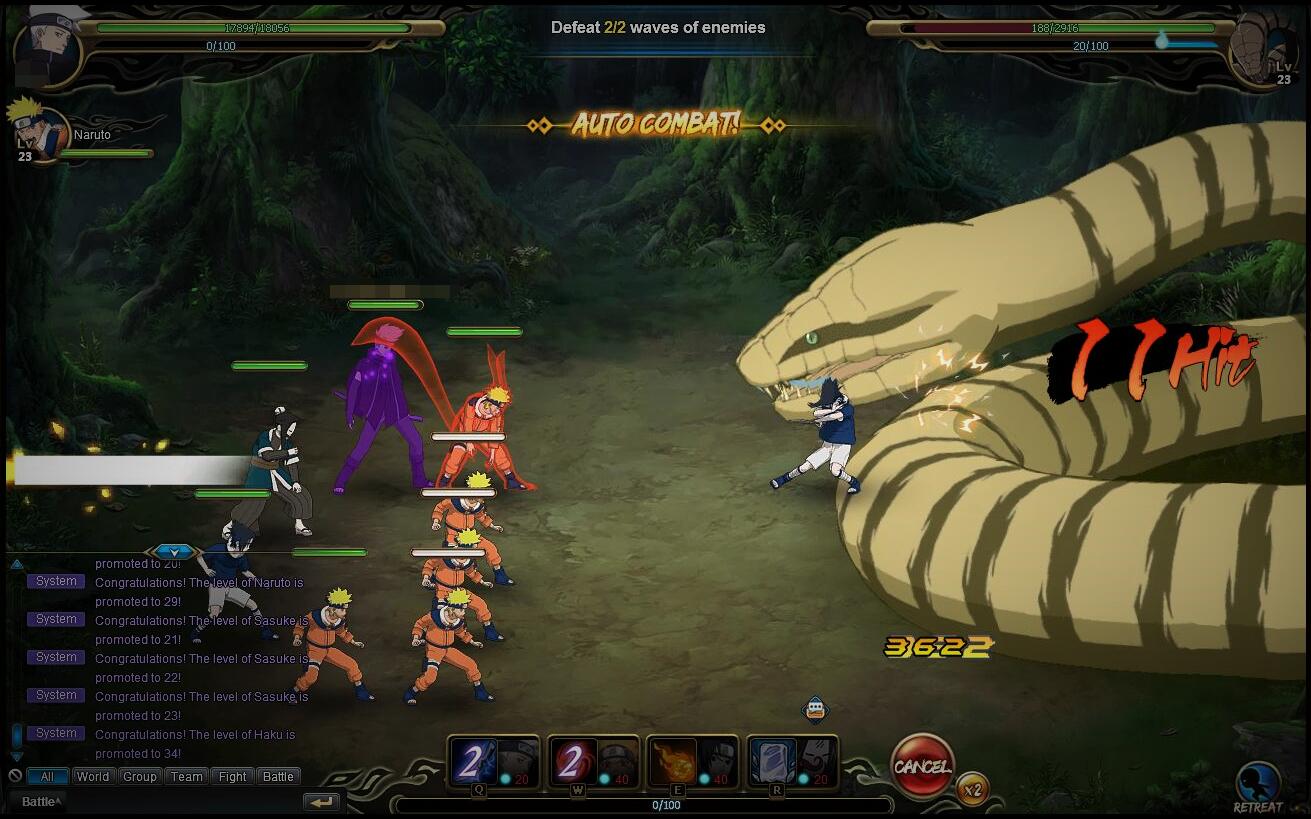 17894/18056
0/100
Defeat 2/2 waves of enemies
188/2916
20/100
Lv
23
AUTO COMBAT!
Naruto
Lv
23
77 Hit
3622
promoted to 20!
System Congratulations! The level of Naruto is
promoted to 29!
System Congratulations! The level of Sasuke is
promoted to 21!
System Congratulations! The level of Sasuke is
promoted to 22!
System Congratulations! The level of Sasuke is
promoted to 23!
System Congratulations! The level of Haku is
promoted to 34!
All World Group Team Fight Battle
Battle^
2 20 2 40 40 20
Q W E R
0/100
CANCEL
x2
RETREAT